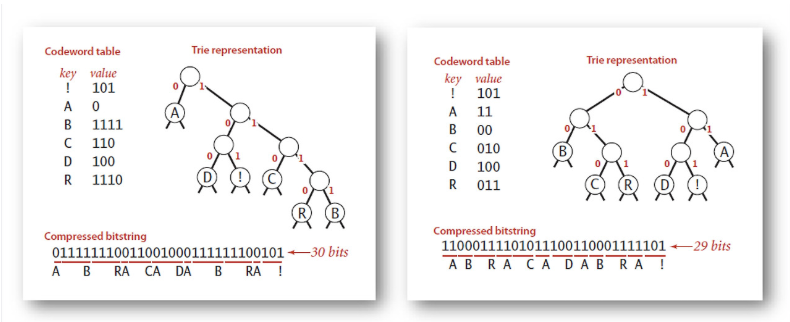 Codeword table
key value
! 101
A 0
B 1111
C 110
D 100
R 1110
Trie representation
0 1
A
0 1
0 1 0 1
D ! C
0 1
R B
Compressed bitstring
011111110011001000111111100101 30 bits
A B RA CA DA B RA !
Codeword table
key value
! 101
A 11
B 00
C 010
D 100
R 011
Trie representation
0 1
0 1 0 1
B A
0 1 0 1
C R D !
Compressed bitstring
11000111101011100110001111101 29 bits
A B R A C A D A B R A !